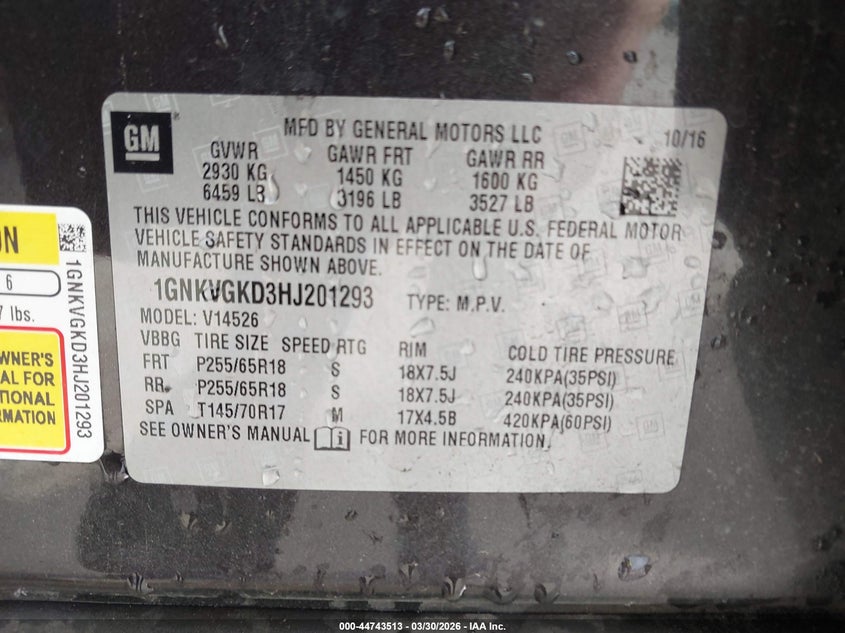 GM
MFD BY GENERAL MOTORS LLC
10/16
GVWR GAWR FRT GAWR RR
2930 KG 1450 KG 1600 KG
6459 LB 3196 LB 3527 LB
THIS VEHICLE CONFORMS TO ALL APPLICABLE U.S. FEDERAL MOTOR
VEHICLE SAFETY STANDARDS IN EFFECT ON THE DATE OF
MANUFACTURE SHOWN ABOVE.
1GNKVGKD3HJ201293 TYPE: M.P.V.
MODEL: V14526
VBBG TIRE SIZE SPEED RTG RIM COLD TIRE PRESSURE
FRT P255/65R18 S 18X7.5J 240KPA(35PSI)
RR P255/65R18 S 18X7.5J 240KPA(35PSI)
SPA T145/70R17 M 17X4.5B 420KPA(60PSI)
SEE OWNER'S MANUAL FOR MORE INFORMATION.
ON
6
7 lbs.
WNER'S
AL FOR
TIONAL
RMATION
1GNKVGKD3HJ201293
000-44743513 - 03/30/2026 - IAA Inc.